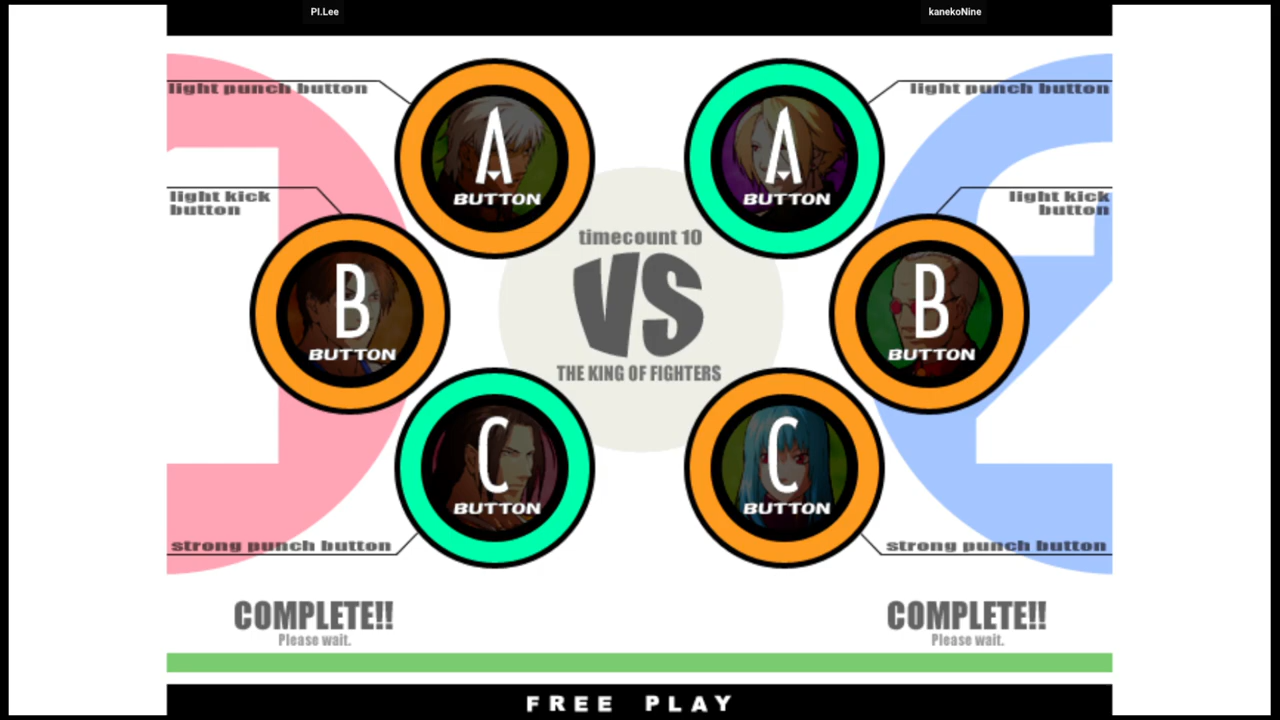 PI.Lee
kanekoNine
light punch button
light punch button
A
BUTTON
A
BUTTON
light kick
button
light kick
button
timecount 10
VS
THE KING OF FIGHTERS
B
BUTTON
B
BUTTON
C
BUTTON
C
BUTTON
strong punch button
strong punch button
COMPLETE!!
Please wait.
COMPLETE!!
Please wait.
FREE PLAY